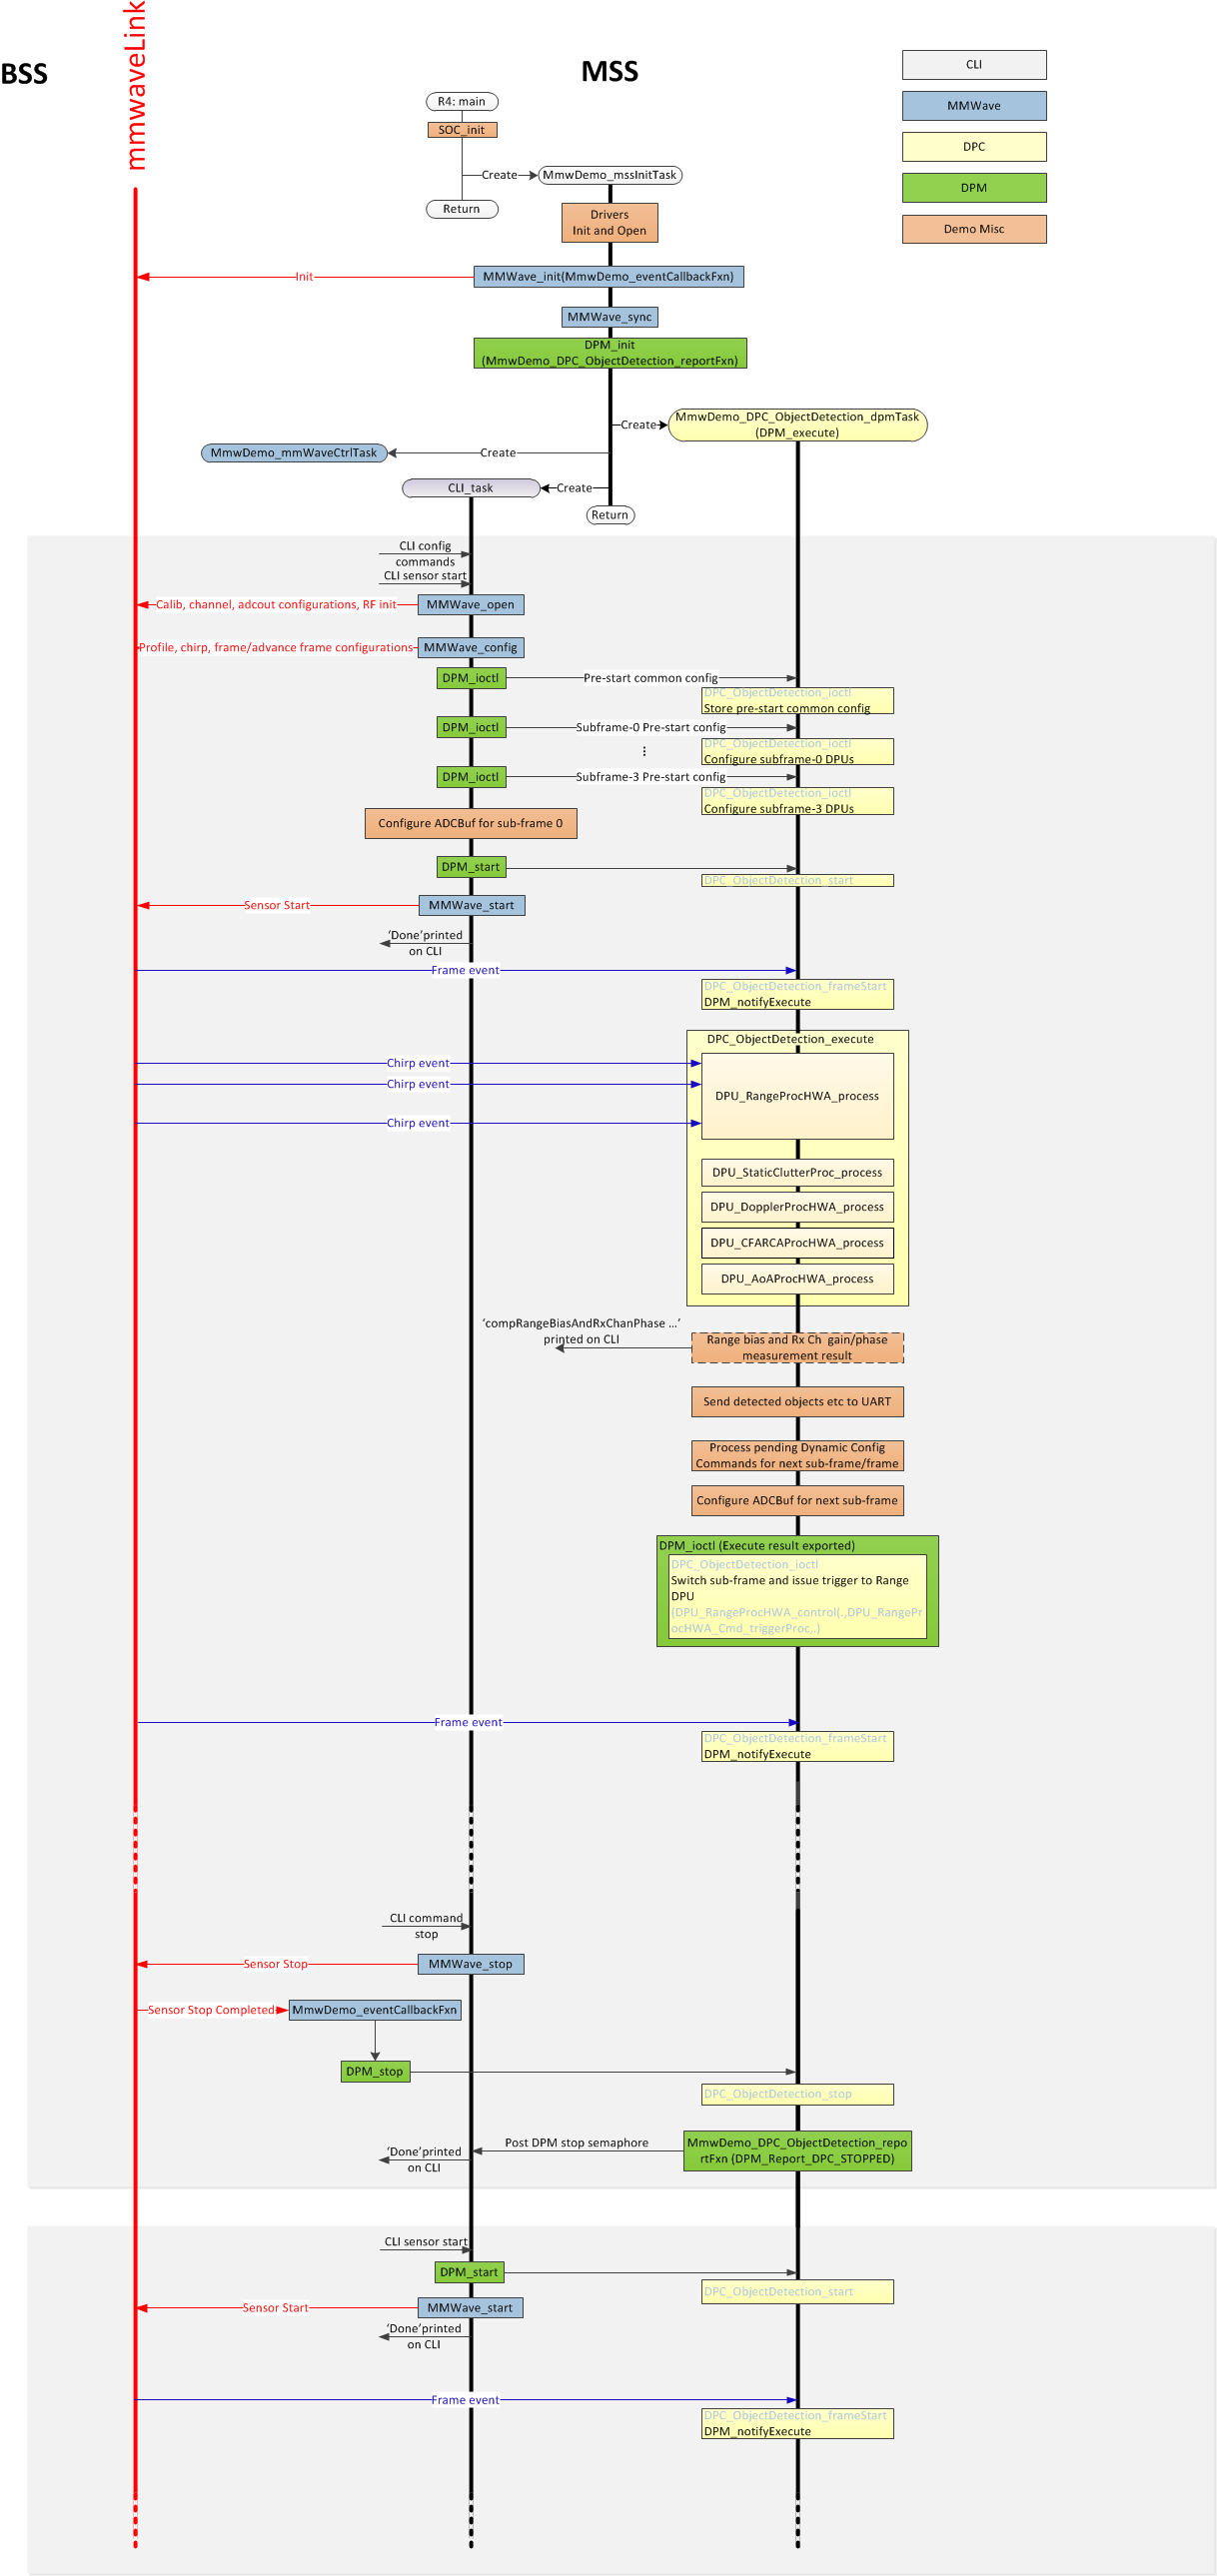 mmwaveLink
BSS
MSS
CLI
MMWave
DPC
DPM
Demo Misc
R4: main
SOC_init
Create
MmwDemo_mssInitTask
Return
Drivers
Init and Open
Init
MMWave_init(MmwDemo_eventCallbackFxn)
MMWave_sync
DPM_init
(MmwDemo_DPC_ObjectDetection_reportFxn)
Create
MmwDemo_DPC_ObjectDetection_dpmTask
(DPM_execute)
MmwDemo_mmWaveCtrlTask
Create
CLI_task
Create
Return
CLI config
commands
CLI sensor start
Calib, channel, adcout configurations, RF init
MMWave_open
Profile, chirp, frame/advance frame configurations
MMWave_config
DPM_ioctl
Pre-start common config
DPC_ObjectDetection_ioctl
Store pre-start common config
DPM_ioctl
Subframe-0 Pre-start config
⋮
DPC_ObjectDetection_ioctl
Configure subframe-0 DPUs
DPM_ioctl
Subframe-3 Pre-start config
DPC_ObjectDetection_ioctl
Configure subframe-3 DPUs
Configure ADCBuf for sub-frame 0
DPM_start
DPC_ObjectDetection_start
Sensor Start
MMWave_start
‘Done’printed
on CLI
Frame event
DPC_ObjectDetection_frameStart
DPM_notifyExecute
DPC_ObjectDetection_execute
Chirp event
Chirp event
DPU_RangeProcHWA_process
Chirp event
DPU_StaticClutterProc_process
DPU_DopplerProcHWA_process
DPU_CFARCAProcHWA_process
DPU_AoAProcHWA_process
‘compRangeBiasAndRxChanPhase ...’
printed on CLI
Range bias and Rx Ch gain/phase
measurement result
Send detected objects etc to UART
Process pending Dynamic Config
Commands for next sub-frame/frame
Configure ADCBuf for next sub-frame
DPM_ioctl (Execute result exported)
DPC_ObjectDetection_ioctl
Switch sub-frame and issue trigger to Range
DPU
(DPU_RangeProcHWA_control(.,DPU_RangePr
ocHWA_Cmd_triggerProc,.)
Frame event
DPC_ObjectDetection_frameStart
DPM_notifyExecute
CLI command
stop
Sensor Stop
MMWave_stop
Sensor Stop Completed
MmwDemo_eventCallbackFxn
DPM_stop
DPC_ObjectDetection_stop
Post DPM stop semaphore
MmwDemo_DPC_ObjectDetection_repo
rtFxn (DPM_Report_DPC_STOPPED)
‘Done’printed
on CLI
CLI sensor start
DPM_start
DPC_ObjectDetection_start
Sensor Start
MMWave_start
‘Done’printed
on CLI
Frame event
DPC_ObjectDetection_frameStart
DPM_notifyExecute